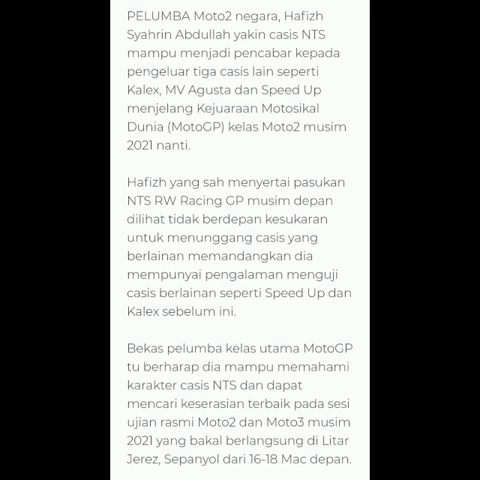 PELUMBA Moto2 negara, Hafizh
Syahrin Abdullah yakin casis NTS
mampu menjadi pencabar kepada
pengeluar tiga casis lain seperti
Kalex, MV Agusta dan Speed Up
menjelang Kejuaraan Motosikal
Dunia (MotoGP) kelas Moto2 musim
2021 nanti.
Hafizh yang sah menyertai pasukan
NTS RW Racing GP musim depan
dilihat tidak berdepan kesukaran
untuk menunggang casis yang
berlainan memandangkan dia
mempunyai pengalaman menguji
casis berlainan seperti Speed Up dan
Kalex sebelum ini.
Bekas pelumba kelas utama MotoGP
tu berharap dia mampu memahami
karakter casis NTS dan dapat
mencari keserasian terbaik pada sesi
ujian rasmi Moto2 dan Moto3 musim
2021 yang bakal berlangsung di Litar
Jerez, Sepanyol dari 16-18 Mac depan.